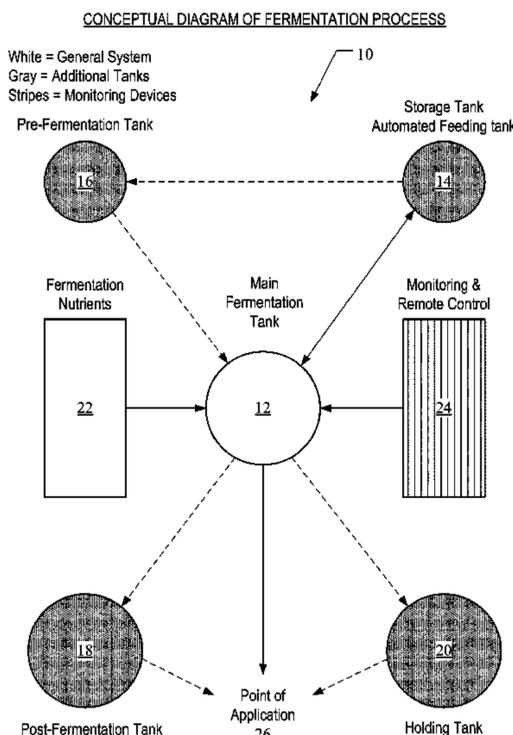 CONCEPTUAL DIAGRAM OF FERMENTATION PROCEESS
10
White = General System
Gray = Additional Tanks
Stripes = Monitoring Devices
Pre-Fermentation Tank
Storage Tank
Automated Feeding tank
16
14
Fermentation
Nutrients
Main
Fermentation
Tank
Monitoring &
Remote Control
22
12
24
18
20
Point of
Application
26
Post-Fermentation Tank
Holding Tank